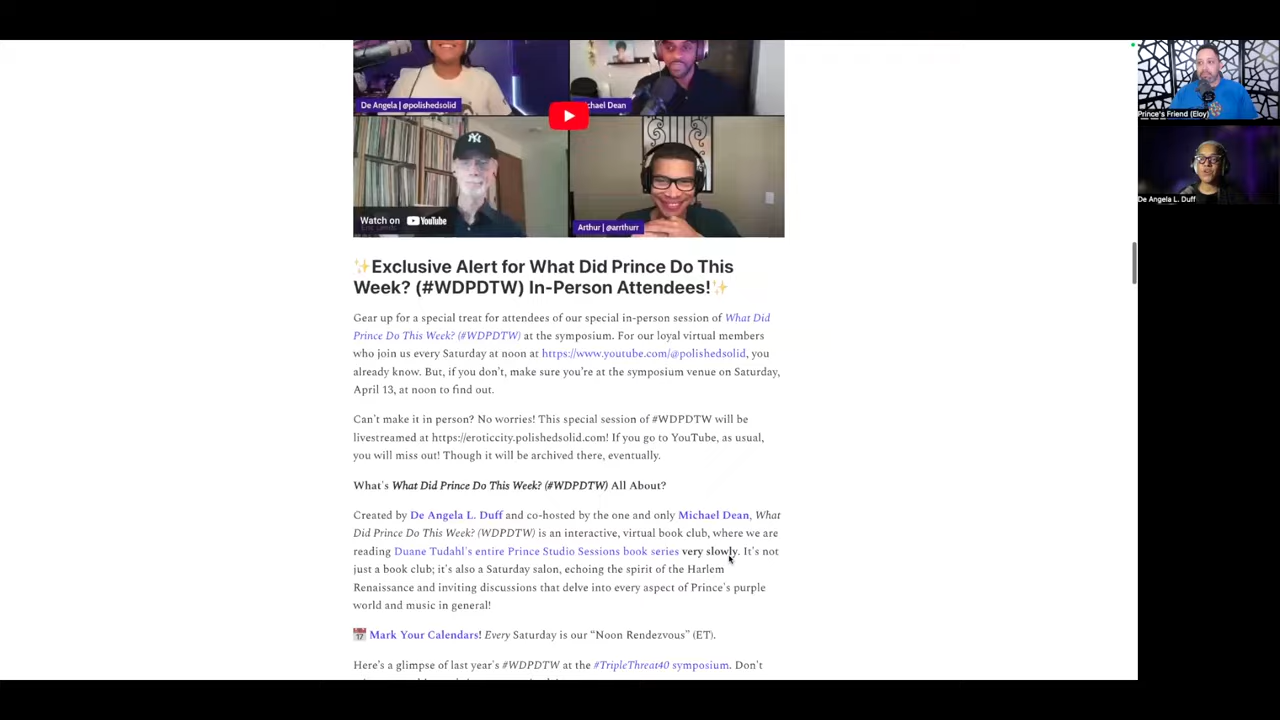 De Angela | @polishedsolid
Michael Dean
Watch on YouTube
Arthur | @arrthurr
✨Exclusive Alert for What Did Prince Do This
Week? (#WDPDTW) In-Person Attendees!✨
Gear up for a special treat for attendees of our special in-person session of What Did
Prince Do This Week? (#WDPDTW) at the symposium. For our loyal virtual members
who join us every Saturday at noon at https://www.youtube.com/@polishedsolid, you
already know. But, if you don't, make sure you're at the symposium venue on Saturday,
April 13, at noon to find out.
Can't make it in person? No worries! This special session of #WDPDTW will be
livestreamed at https://eroticcity.polishedsolid.com! If you go to YouTube, as usual,
you will miss out! Though it will be archived there, eventually.
What's What Did Prince Do This Week? (#WDPDTW) All About?
Created by De Angela L. Duff and co-hosted by the one and only Michael Dean, What
Did Prince Do This Week? (WDPDTW) is an interactive, virtual book club, where we are
reading Duane Tudahl's entire Prince Studio Sessions book series very slowly. It's not
just a book club; it's also a Saturday salon, echoing the spirit of the Harlem
Renaissance and inviting discussions that delve into every aspect of Prince's purple
world and music in general!
📅 Mark Your Calendars! Every Saturday is our “Noon Rendezvous” (ET).
Here's a glimpse of last year's #WDPDTW at the #TripleThreat40 symposium. Don't
Prince's Friend (Eloy)
De Angela L. Duff